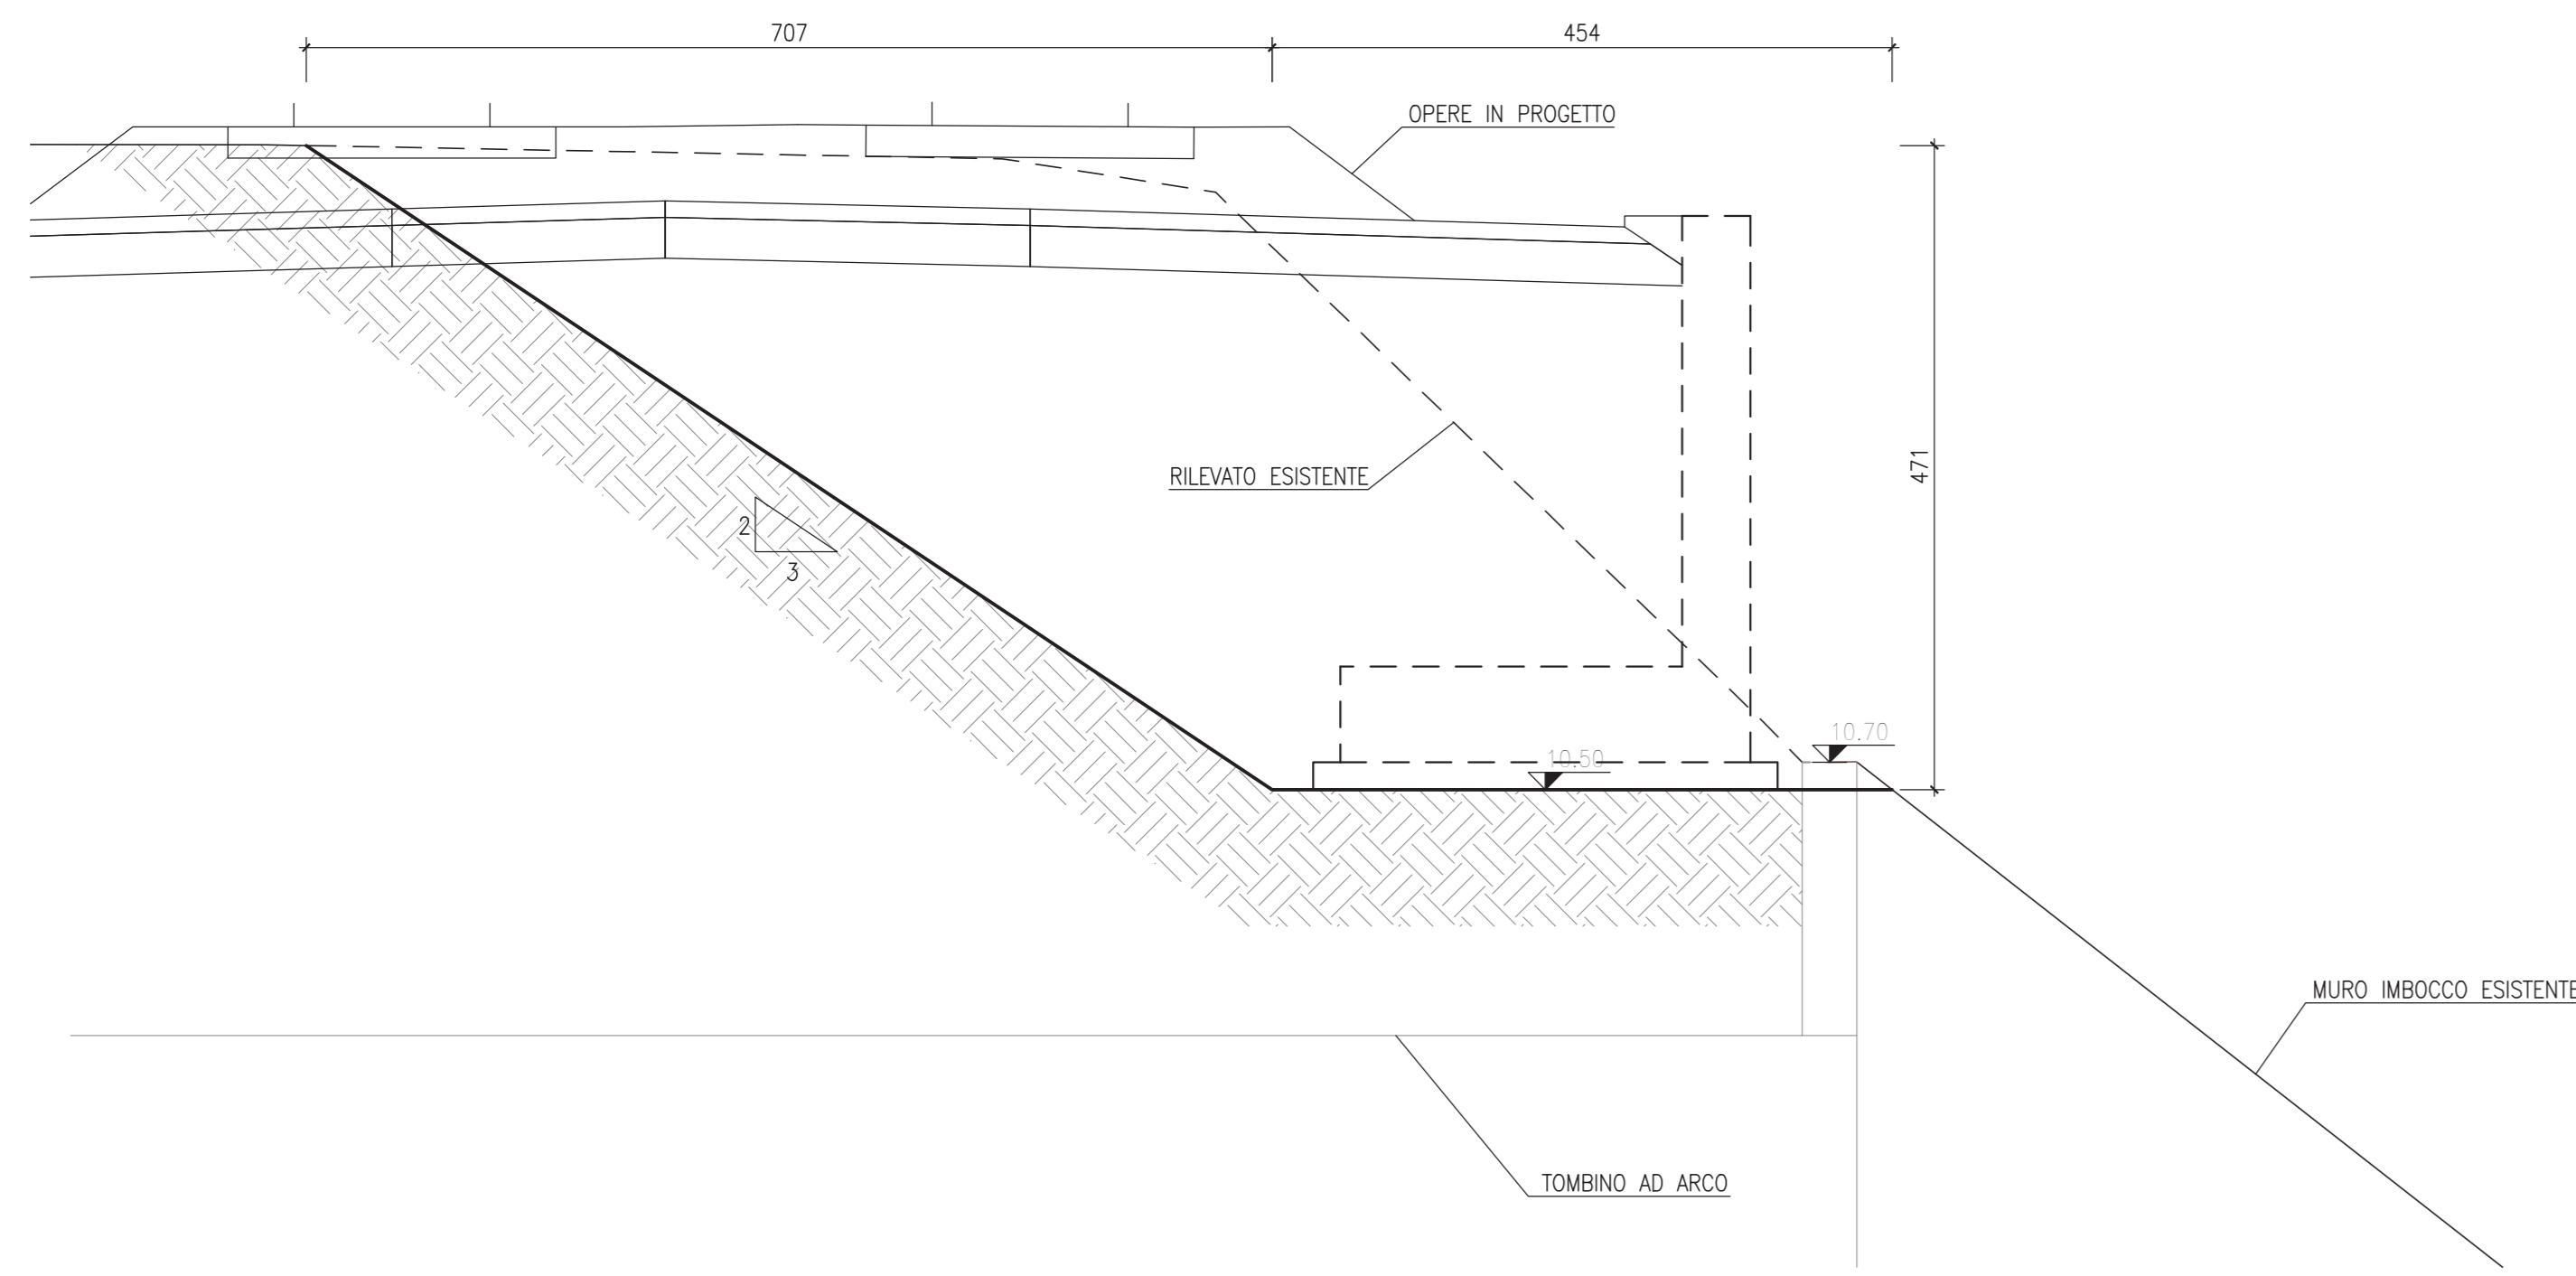 707
454
OPERE IN PROGETTO
471
RILEVATO ESISTENTE
2
3
10.70
10.50
MURO IMBOCCO ESISTENTE
TOMBINO AD ARCO